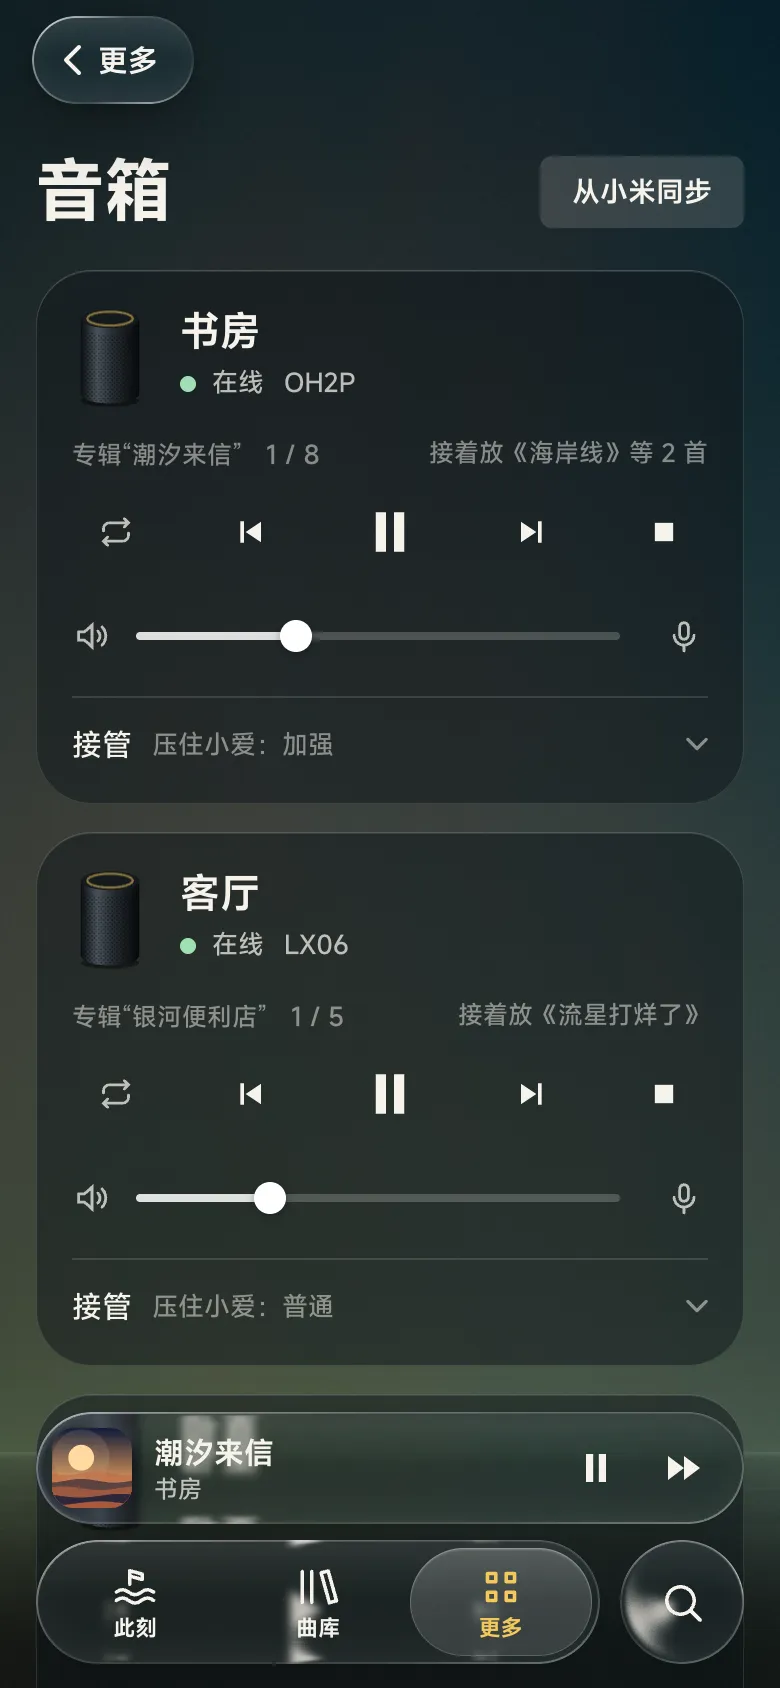 更多
音箱
从小米同步
书房
在线 OH2P
专辑“潮汐来信” 1 / 8
接着放《海岸线》等 2 首
接管 压住小爱：加强
客厅
在线 LX06
专辑“银河便利店” 1 / 5
接着放《流星打烊了》
接管 压住小爱：普通
潮汐来信
书房
此刻
曲库
更多